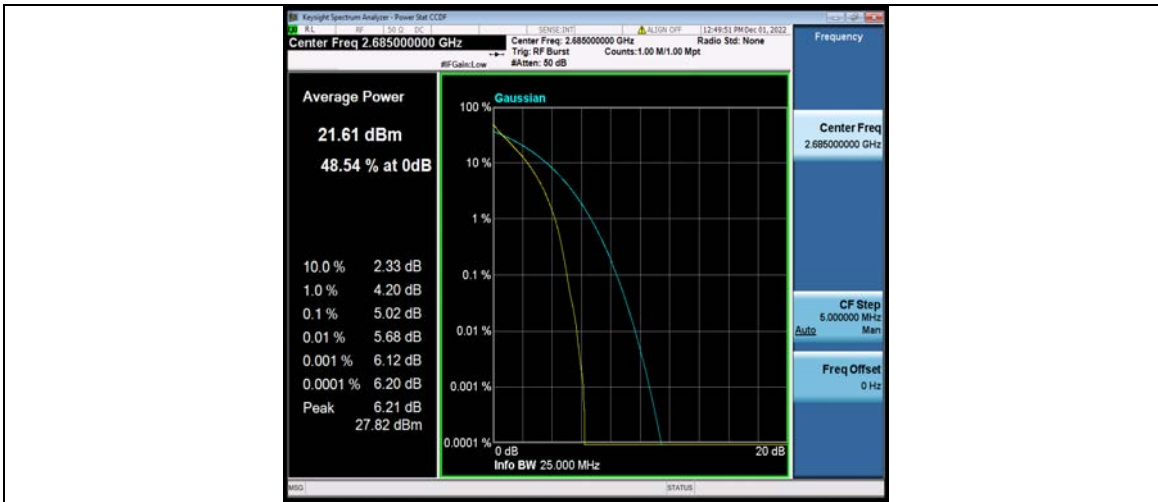 Keysight Spectrum Analyzer - Power Stat CCDF
RL RF 50 Ω DC SENSE:INT ALIGN OFF 12:49:51 PM Dec 01, 2022
Center Freq 2.685000000 GHz
Center Freq: 2.685000000 GHz Radio Std: None
Trig: RF Burst Counts:1.00 M/1.00 Mpt
#IFGain:Low #Atten: 50 dB
Frequency
Average Power
21.61 dBm
48.54 % at 0dB
10.0 % 2.33 dB
1.0 % 4.20 dB
0.1 % 5.02 dB
0.01 % 5.68 dB
0.001 % 6.12 dB
0.0001 % 6.20 dB
Peak 6.21 dB
27.82 dBm
Gaussian
100 %
10 %
1 %
0.1 %
0.01 %
0.001 %
0.0001 %
0 dB 20 dB
Info BW 25.000 MHz
Center Freq
2.685000000 GHz
CF Step
5.000000 MHz
Auto Man
Freq Offset
0 Hz
MSG STATUS